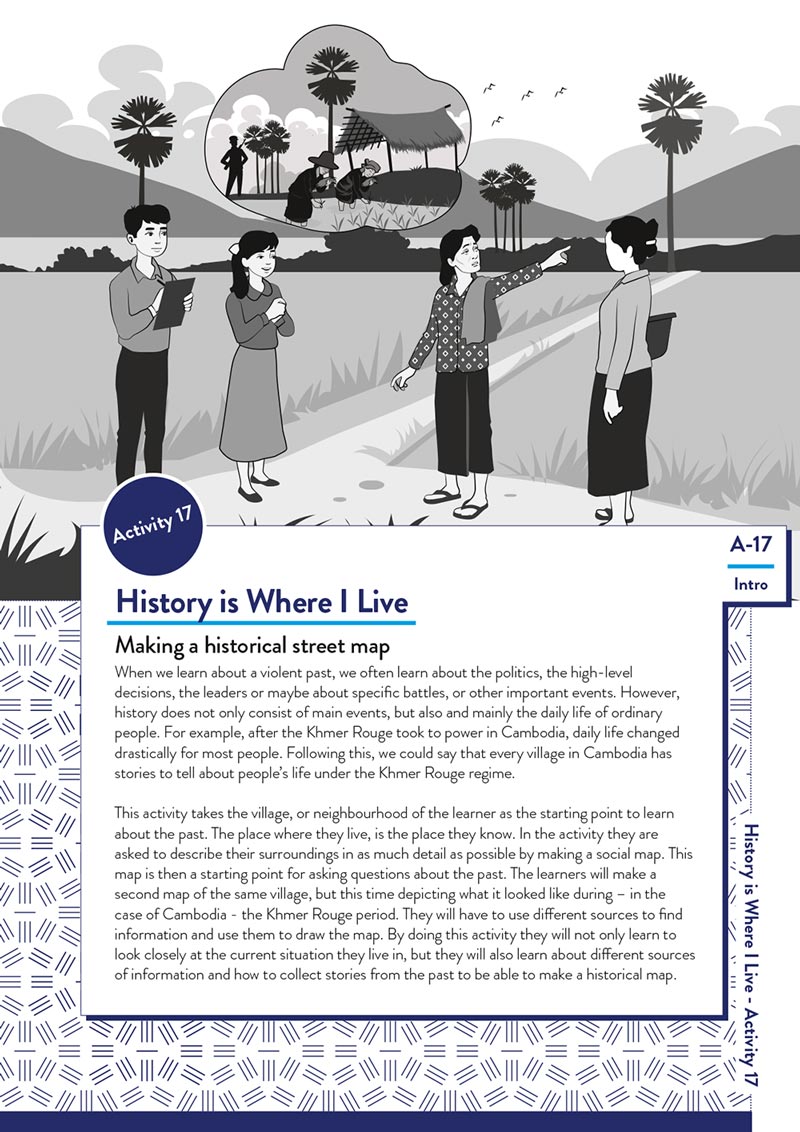 Activity 17
A-17
Intro
History is Where I Live
Making a historical street map
When we learn about a violent past, we often learn about the politics, the high-level
decisions, the leaders or maybe about specific battles, or other important events. However,
history does not only consist of main events, but also and mainly the daily life of ordinary
people. For example, after the Khmer Rouge took to power in Cambodia, daily life changed
drastically for most people. Following this, we could say that every village in Cambodia has
stories to tell about people's life under the Khmer Rouge regime.
This activity takes the village, or neighbourhood of the learner as the starting point to learn
about the past. The place where they live, is the place they know. In the activity they are
asked to describe their surroundings in as much detail as possible by making a social map. This
map is then a starting point for asking questions about the past. The learners will make a
second map of the same village, but this time depicting what it looked like during – in the
case of Cambodia - the Khmer Rouge period. They will have to use different sources to find
information and use them to draw the map. By doing this activity they will not only learn to
look closely at the current situation they live in, but they will also learn about different sources
of information and how to collect stories from the past to be able to make a historical map.
History is Where I Live - Activity 17